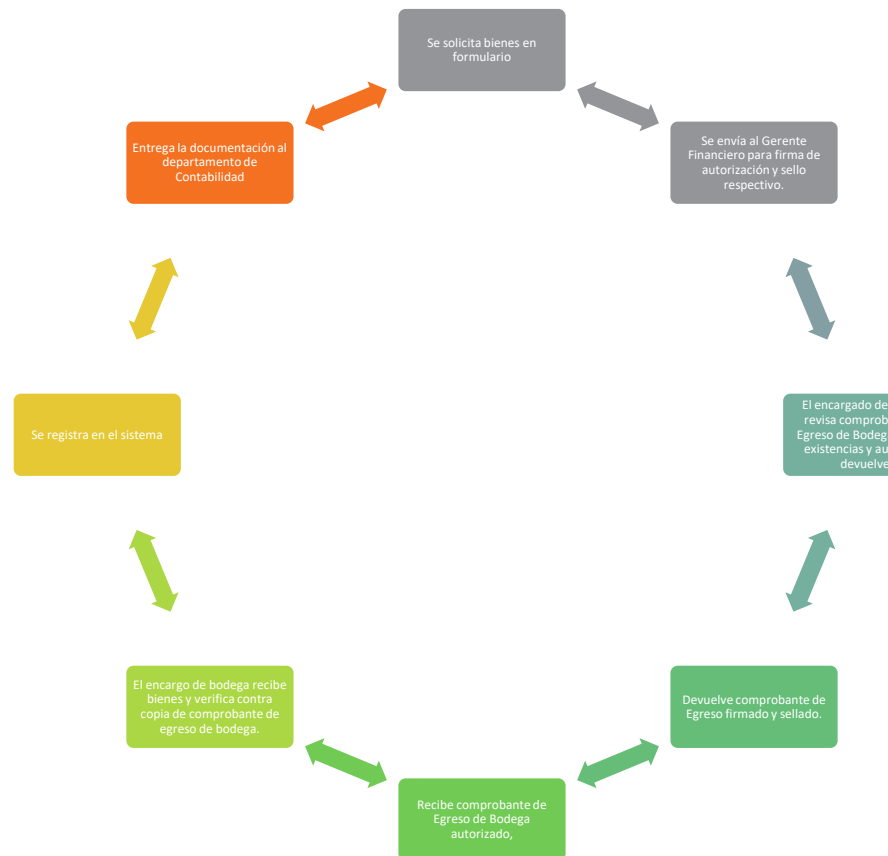 Se solicita bienes en
formulario
Se envía al Gerente
Financiero para firma de
autorización y sello
respectivo.
El encargado de
revisa
Egreso de
existencias y
devuelve
Devuelve comprobante de
Egreso firmado y sellado.
Recibe comprobante de
Egreso de Bodega
autorizado,
El encargo de bodega recibe
bienes y verifica contra
copia de comprobante de
egreso de bodega.
Se registra en el sistema
Entrega la documentación al
departamento de
Contabilidad